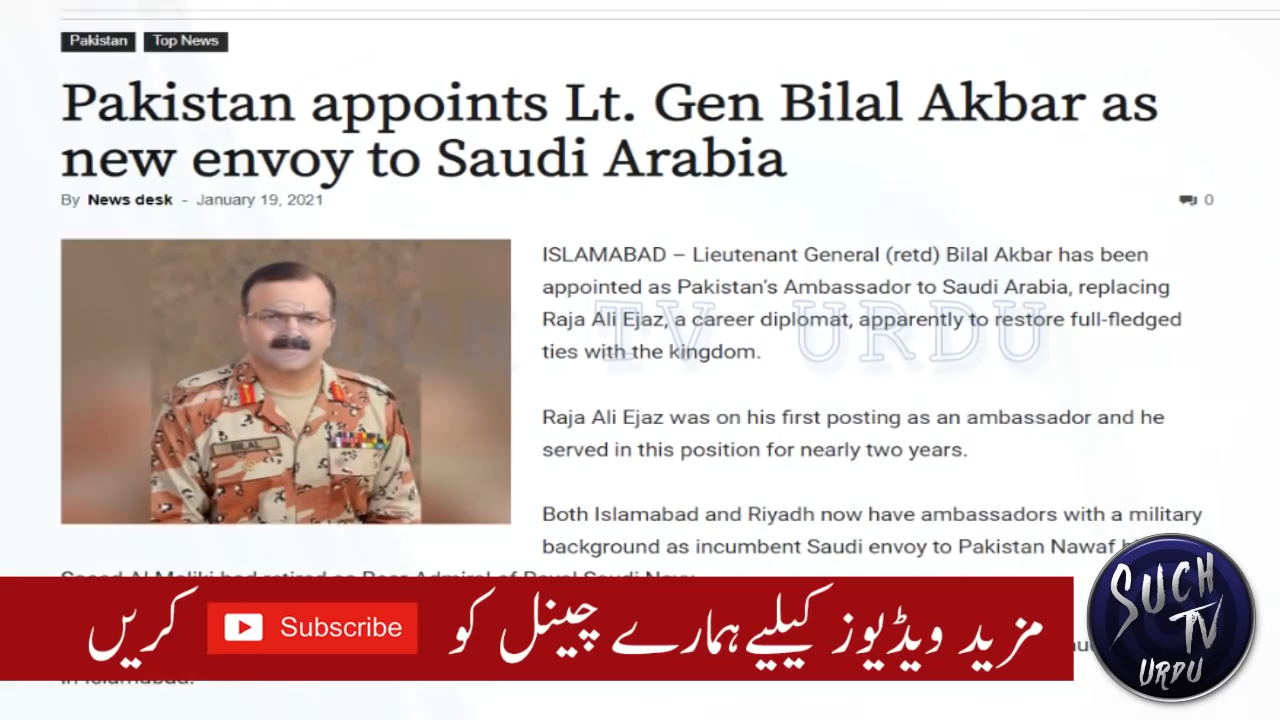 Pakistan Top News
Pakistan appoints Lt. Gen Bilal Akbar as
new envoy to Saudi Arabia
By News desk - January 19, 2021 0
ISLAMABAD – Lieutenant General (retd) Bilal Akbar has been
appointed as Pakistan's Ambassador to Saudi Arabia, replacing
Raja Ali Ejaz, a career diplomat, apparently to restore full-fledged
ties with the kingdom.
BILAL
TV URDU
Raja Ali Ejaz was on his first posting as an ambassador and he
served in this position for nearly two years.
Both Islamabad and Riyadh now have ambassadors with a military
background as incumbent Saudi envoy to Pakistan Nawaf
مزید ویڈیوز کیلیے ہمارے چینل کو Subscribe کریں
SUCH
TV
URDU
in Islamabad.